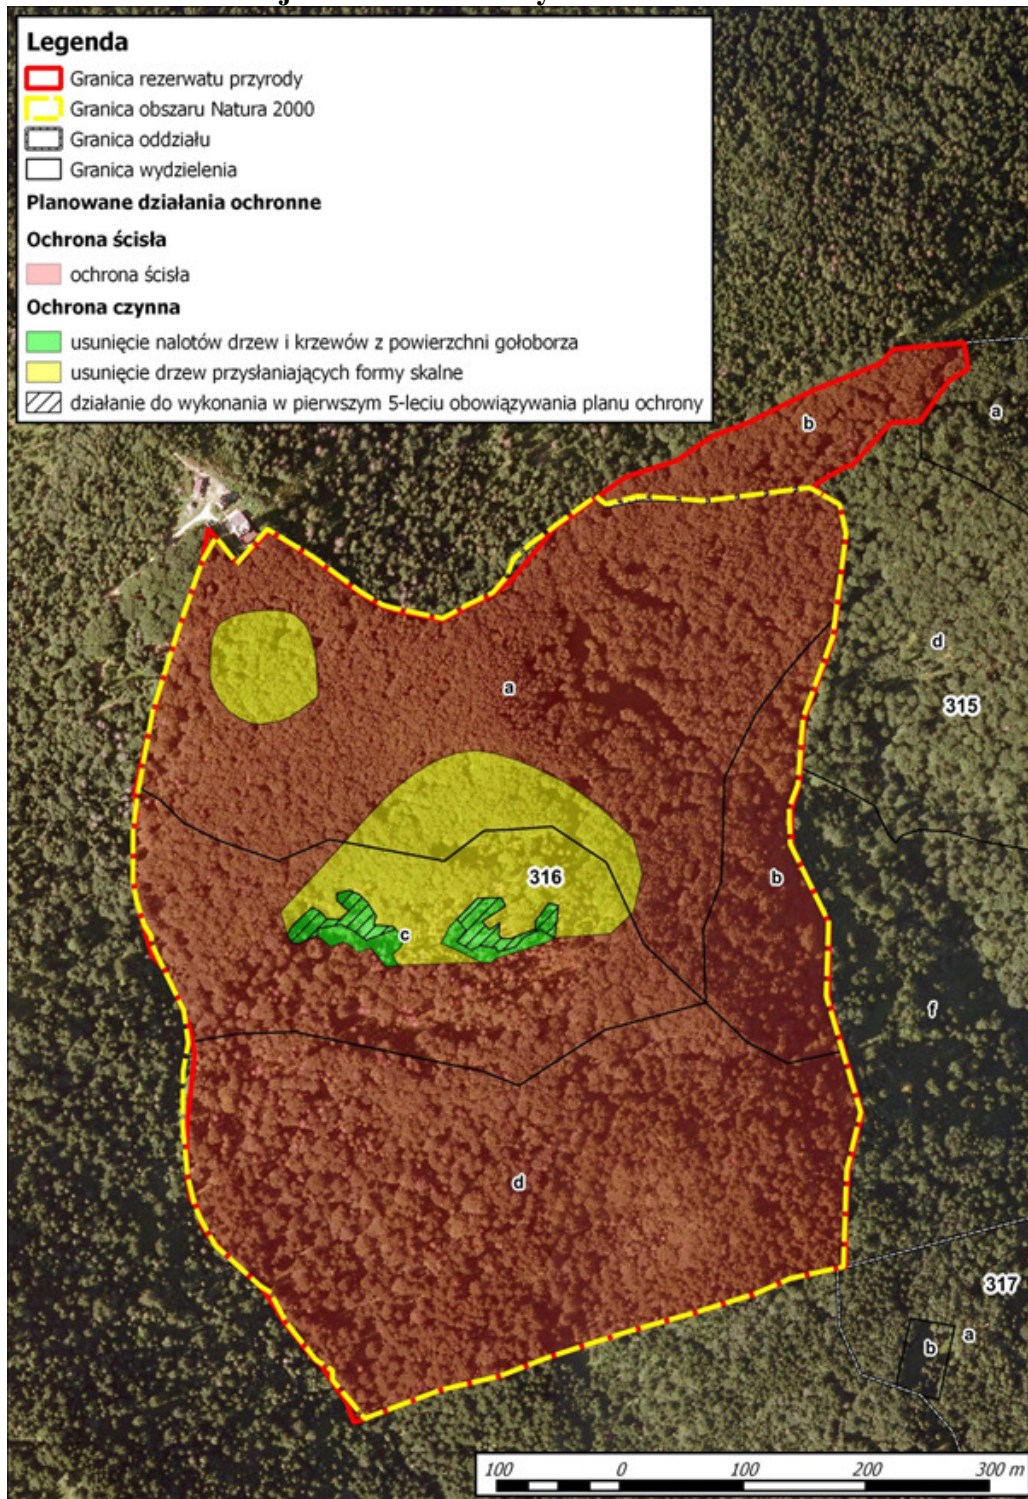 Legenda
Granica rezerwatu przyrody
Granica obszaru Natura 2000
Granica oddziału
Granica wydzielenia
Planowane działania ochronne
Ochrona ścisła
ochrona ścisła
Ochrona czynna
usunięcie nalotów drzew i krzewów z powierzchni gołoborza
usunięcie drzew przysłaniających formy skalne
działanie do wykonania w pierwszym 5-leciu obowiązywania planu ochrony
a
b
d
a
315
316
b
c
f
d
317
a
b
100 0 100 200 300 m